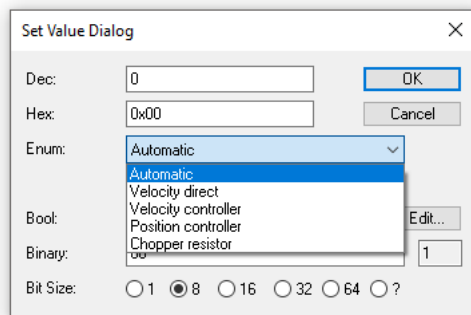 Set Value Dialog
Dec: 0 OK
Hex: 0x00 Cancel
Enum: Automatic
Automatic
Velocity direct
Velocity controller
Position controller
Bool: Edit...
Chopper resistor
Binary: 1
Bit Size: 1 8 16 32 64 ?